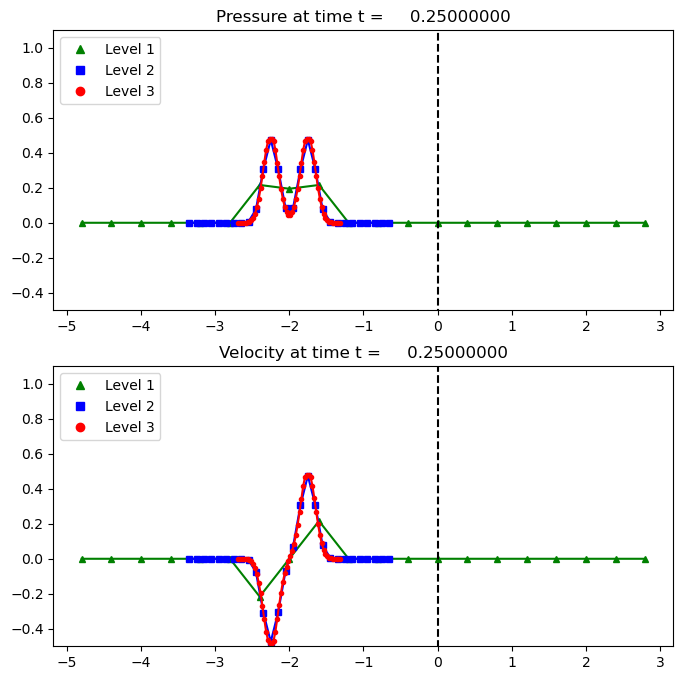 Pressure at time t =     0.25000000
1.0
0.8
0.6
0.4
0.2
0.0
−0.2
−0.4
Level 1
Level 2
Level 3
−5 −4 −3 −2 −1 0 1 2 3
Velocity at time t =     0.25000000
1.0
0.8
0.6
0.4
0.2
0.0
−0.2
−0.4
Level 1
Level 2
Level 3
−5 −4 −3 −2 −1 0 1 2 3